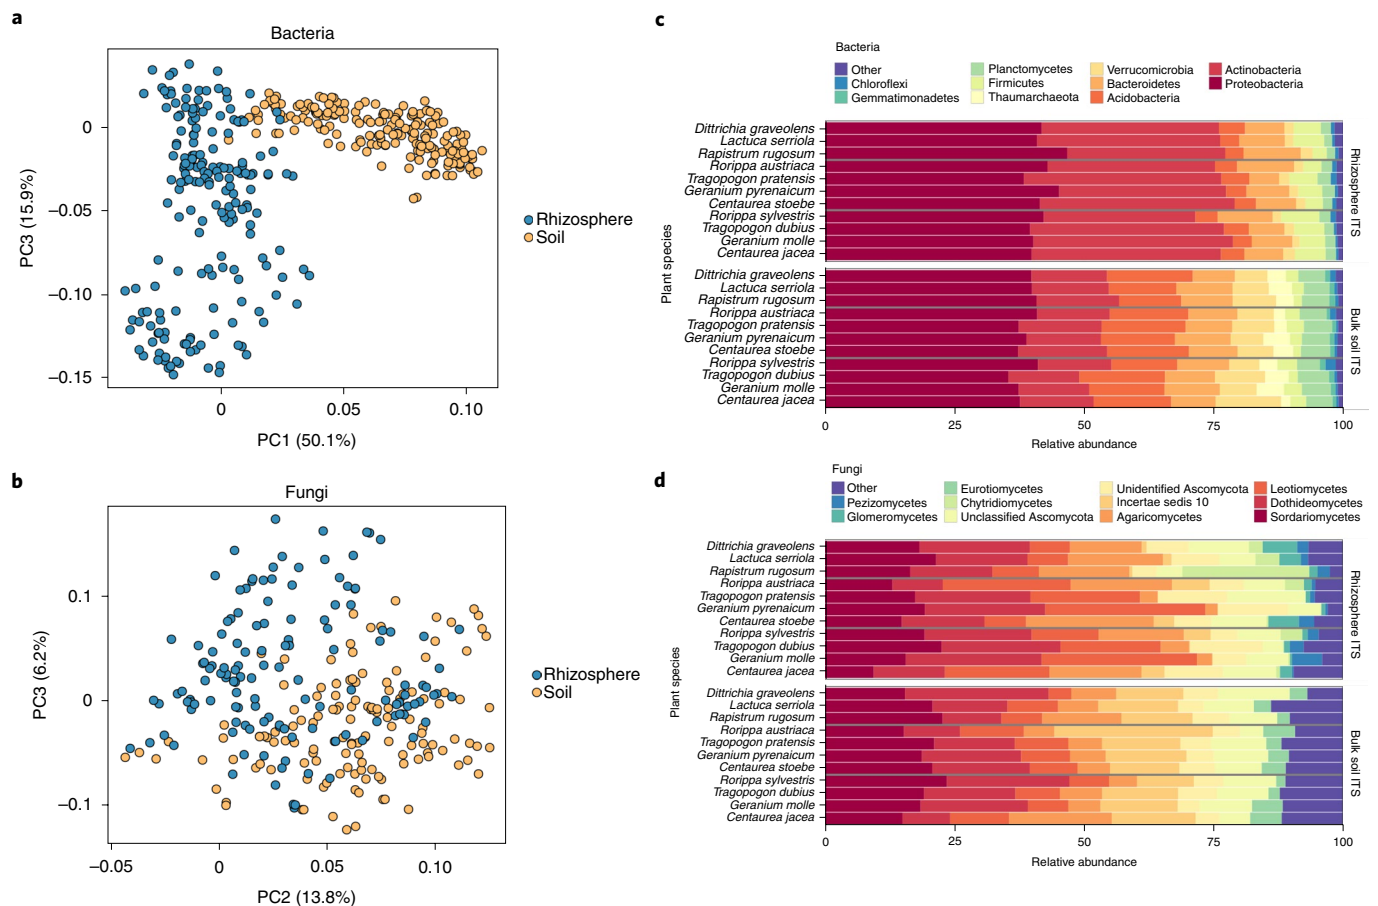 a
Bacteria
0
−0.05
−0.10
−0.15
PC3 (15.9%)
0
0.05
0.10
PC1 (50.1%)
Rhizosphere
Soil
b
Fungi
0.1
0
−0.1
PC3 (6.2%)
−0.05
0
0.05
0.10
PC2 (13.8%)
Rhizosphere
Soil
c
Bacteria
Other
Chloroflexi
Gemmatimonadetes
Planctomycetes
Firmicutes
Thaumarchaeota
Verrucomicrobia
Bacteroidetes
Acidobacteria
Actinobacteria
Proteobacteria
Plant species
Dittrichia graveolens
Lactuca serriola
Rapistrum rugosum
Rorippa austriaca
Tragopogon pratensis
Geranium pyrenaicum
Centaurea stoebe
Rorippa sylvestris
Tragopogon dubius
Geranium molle
Centaurea jacea
Rhizosphere ITS
Dittrichia graveolens
Lactuca serriola
Rapistrum rugosum
Rorippa austriaca
Tragopogon pratensis
Geranium pyrenaicum
Centaurea stoebe
Rorippa sylvestris
Tragopogon dubius
Geranium molle
Centaurea jacea
Bulk soil ITS
0
25
50
75
100
Relative abundance
d
Fungi
Other
Pezizomycetes
Glomeromycetes
Eurotiomycetes
Chytridiomycetes
Unclassified Ascomycota
Unidentified Ascomycota
Incertae sedis 10
Agaricomycetes
Leotiomycetes
Dothideomycetes
Sordariomycetes
Plant species
Dittrichia graveolens
Lactuca serriola
Rapistrum rugosum
Rorippa austriaca
Tragopogon pratensis
Geranium pyrenaicum
Centaurea stoebe
Rorippa sylvestris
Tragopogon dubius
Geranium molle
Centaurea jacea
Rhizosphere ITS
Dittrichia graveolens
Lactuca serriola
Rapistrum rugosum
Rorippa austriaca
Tragopogon pratensis
Geranium pyrenaicum
Centaurea stoebe
Rorippa sylvestris
Tragopogon dubius
Geranium molle
Centaurea jacea
Bulk soil ITS
0
25
50
75
100
Relative abundance